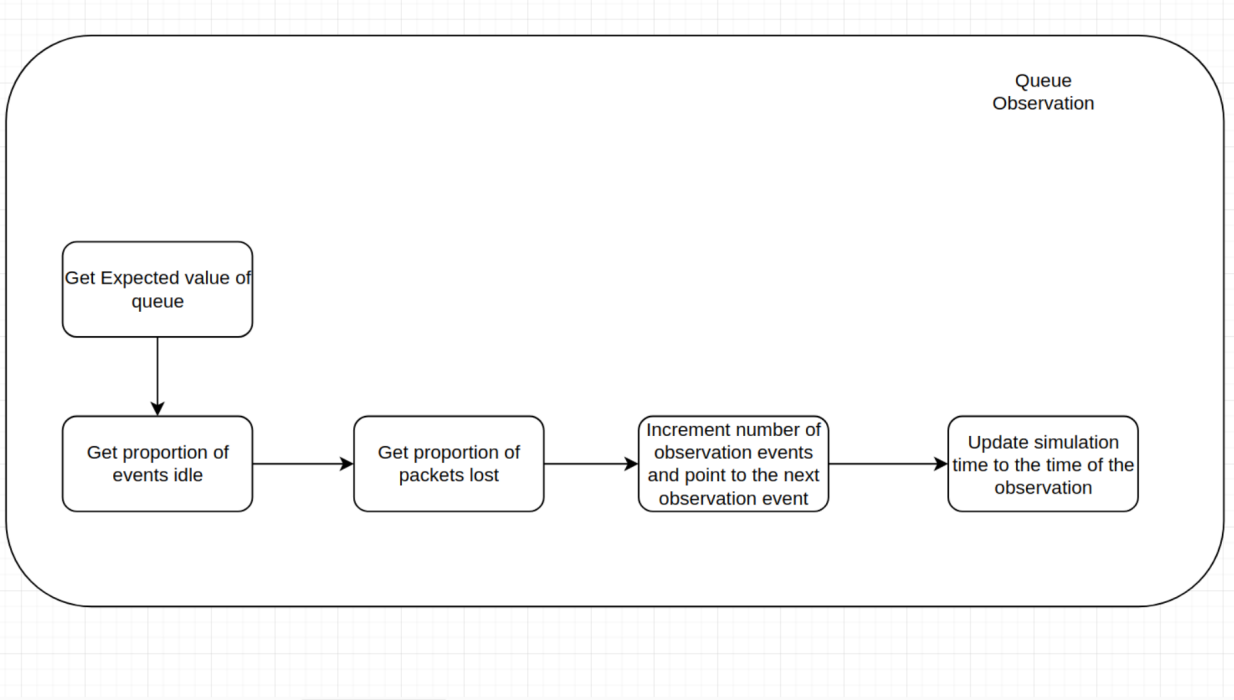 Queue
Observation
Get Expected value of
queue
Get proportion of
events idle
Get proportion of
packets lost
Increment number of
observation events
and point to the next
observation event
Update simulation
time to the time of the
observation